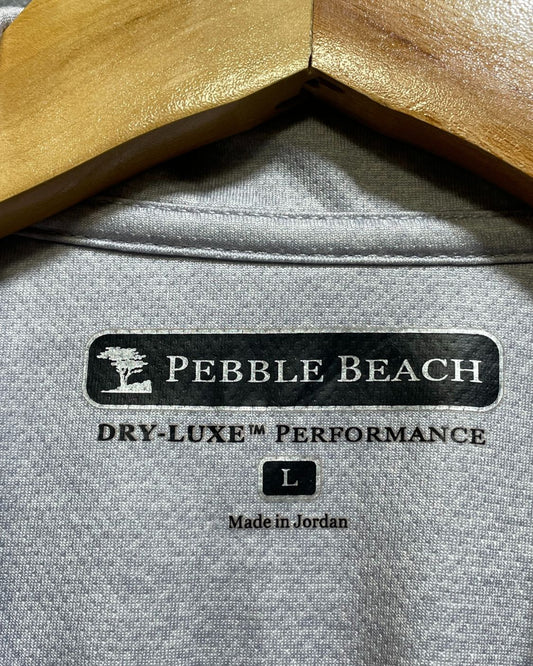 PEBBLE BEACH
DRY-LUXE™ PERFORMANCE
L
Made in Jordan